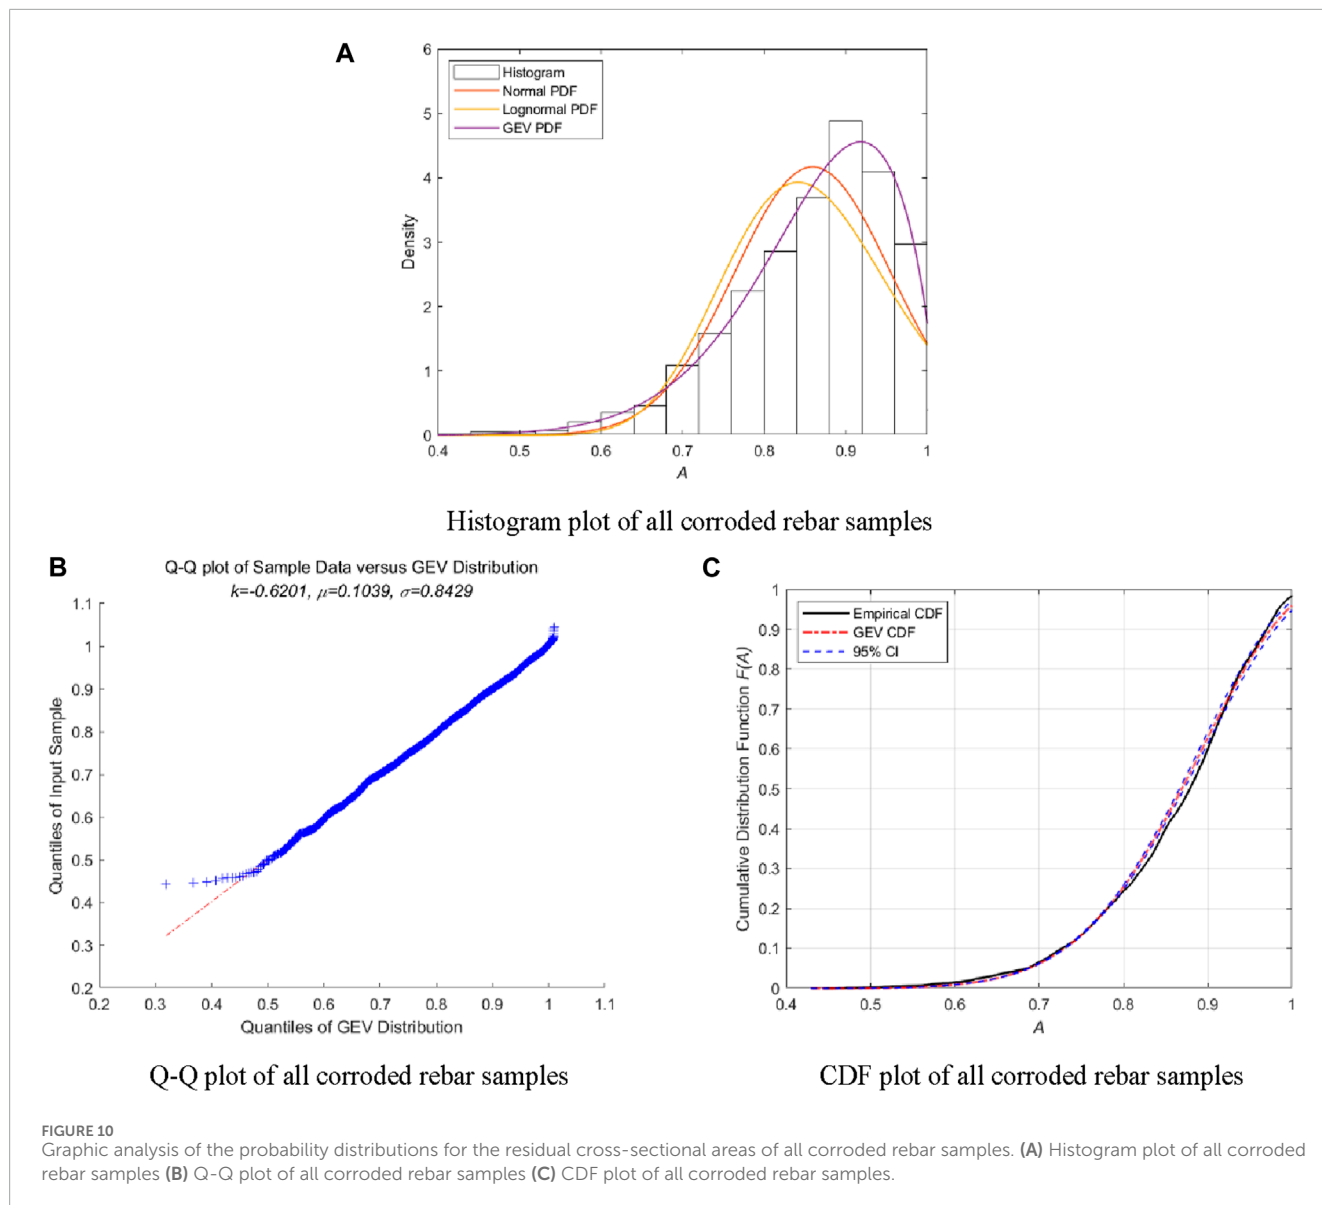 A
6
5
4
3
2
1
0
Density
Histogram
Normal PDF
Lognormal PDF
GEV PDF
0.4 0.5 0.6 0.7 0.8 0.9 1
A
Histogram plot of all corroded rebar samples
B
Q-Q plot of Sample Data versus GEV Distribution
k=-0.6201, μ=0.1039, σ=0.8429
1.1
1
0.9
0.8
0.7
0.6
0.5
0.4
0.3
0.2
Quantiles of Input Sample
0.2 0.3 0.4 0.5 0.6 0.7 0.8 0.9 1 1.1
Quantiles of GEV Distribution
Q-Q plot of all corroded rebar samples
C
1
0.9
0.8
0.7
0.6
0.5
0.4
0.3
0.2
0.1
0
Cumulative Distribution Function F(A)
Empirical CDF
GEV CDF
95% CI
0.4 0.5 0.6 0.7 0.8 0.9 1
A
CDF plot of all corroded rebar samples
FIGURE 10
Graphic analysis of the probability distributions for the residual cross-sectional areas of all corroded rebar samples. (A) Histogram plot of all corroded
rebar samples (B) Q-Q plot of all corroded rebar samples (C) CDF plot of all corroded rebar samples.